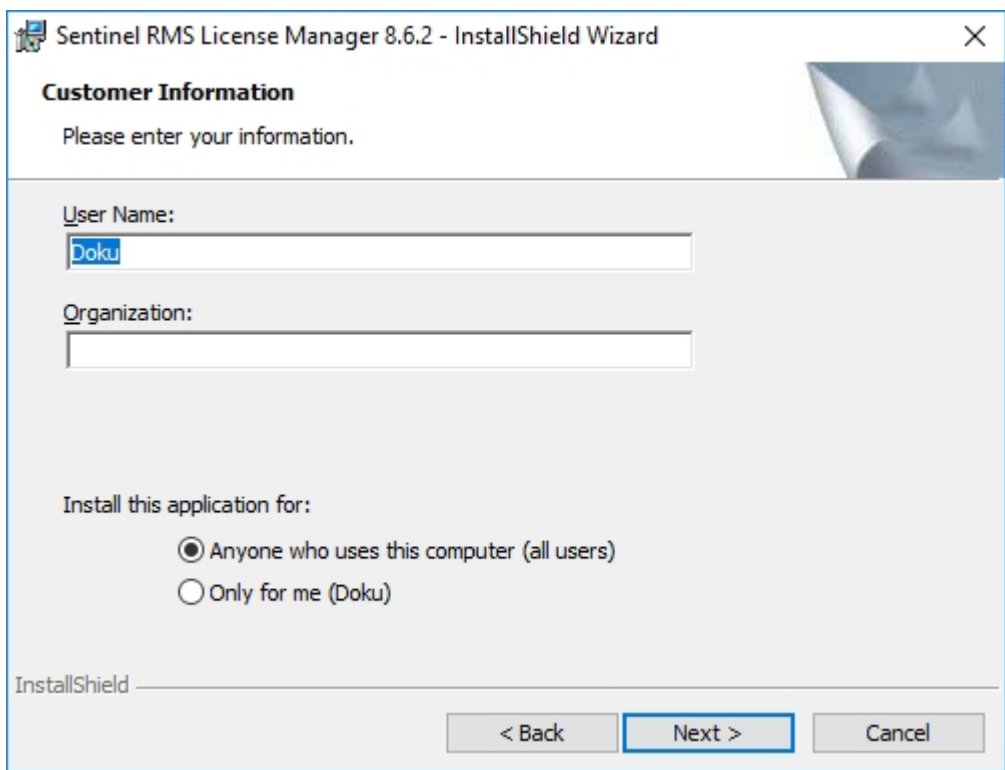 Sentinel RMS License Manager 8.6.2 - InstallShield Wizard
Customer Information
Please enter your information.
User Name:
Doku
Organization:
Install this application for:
Anyone who uses this computer (all users)
Only for me (Doku)
InstallShield
< Back Next > Cancel